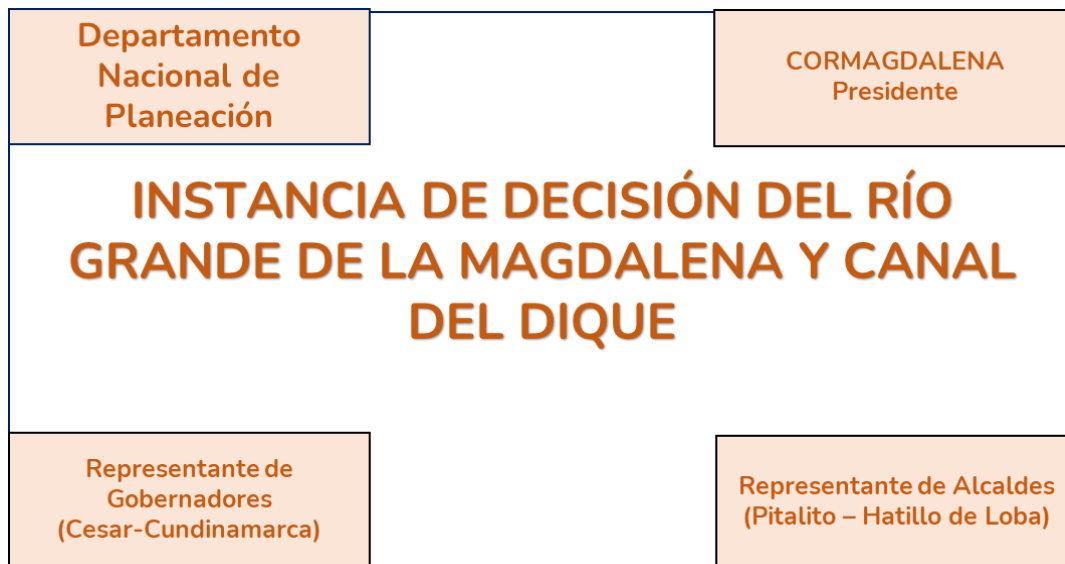 Departamento
Nacional de
Planeación
CORMAGDALENA
Presidente
INSTANCIA DE DECISIÓN DEL RÍO
GRANDE DE LA MAGDALENA Y CANAL
DEL DIQUE
Representante de
Gobernadores
(Cesar-Cundinamarca)
Representante de Alcaldes
(Pitalito – Hatillo de Loba)